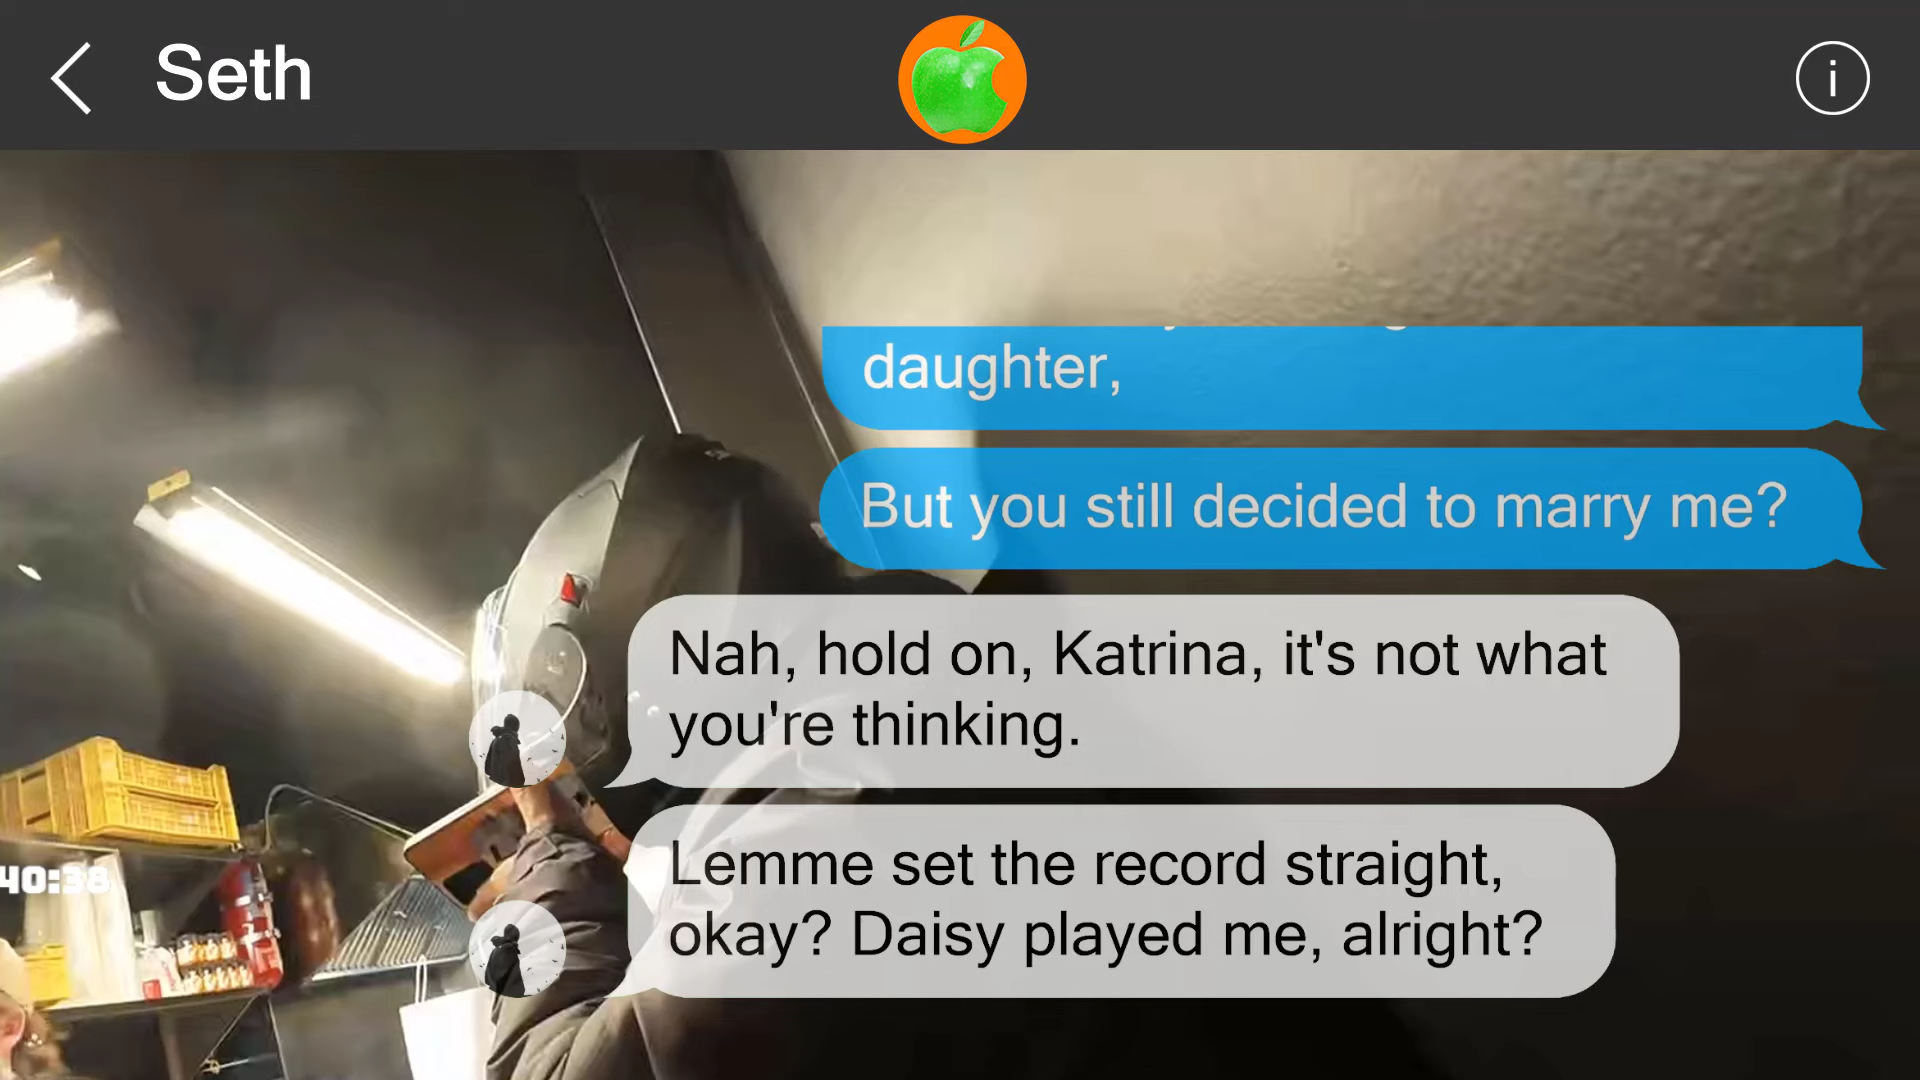 Seth
i
daughter,
But you still decided to marry me?
Nah, hold on, Katrina, it's not what
you're thinking.
Lemme set the record straight,
okay? Daisy played me, alright?
40:38